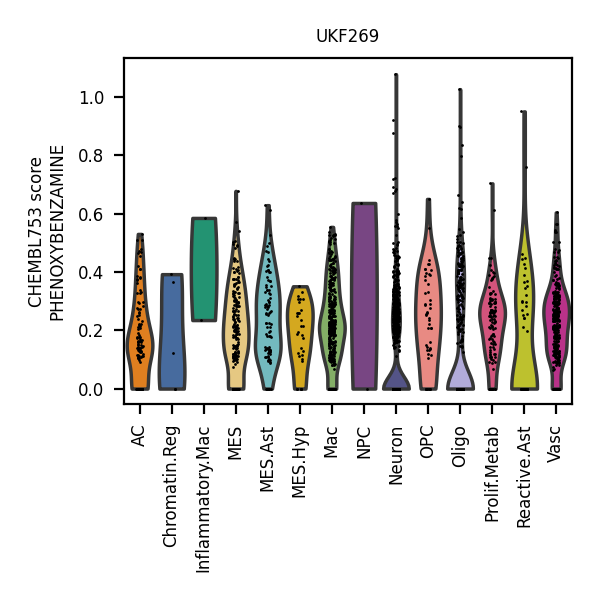 UKF269
CHEMBL753 score
PHENOXYBENZAMINE
1.0
0.8
0.6
0.4
0.2
0.0
AC
Chromatin.Reg
Inflammatory.Mac
MES
MES.Ast
MES.Hyp
Mac
NPC
Neuron
OPC
Oligo
Prolif.Metab
Reactive.Ast
Vasc